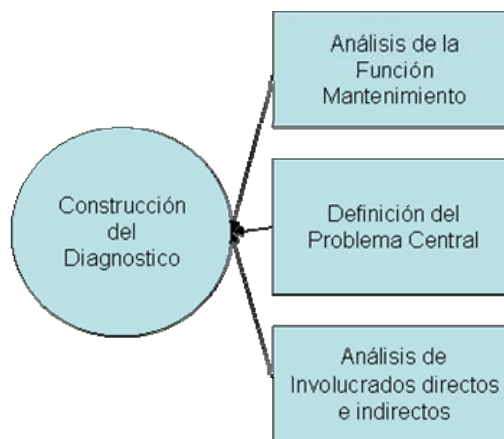 Construcción
del
Diagnostico
Análisis de la
Función
Mantenimiento
Definición del
Problema Central
Análisis de
Involucrados directos
e indirectos